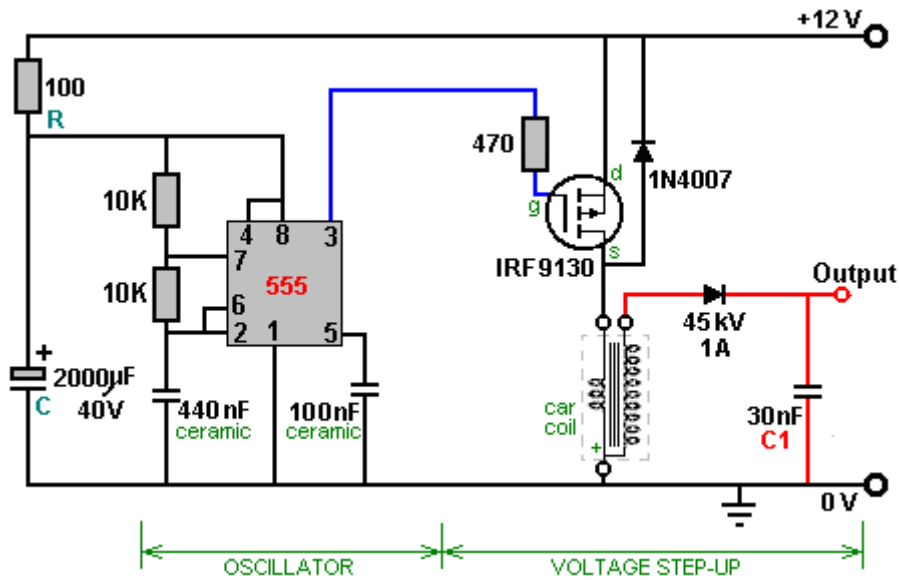 +12 V
100
R
470
d
1N4007
g
10K
4 8 3
7
s
IRF9130
555
Output
10K
6
2 1 5
45 kV
1A
+
2000µF
40V
C
440 nF
ceramic
100nF
ceramic
car
coil
+
30nF
C1
0 V
OSCILLATOR
VOLTAGE STEP-UP